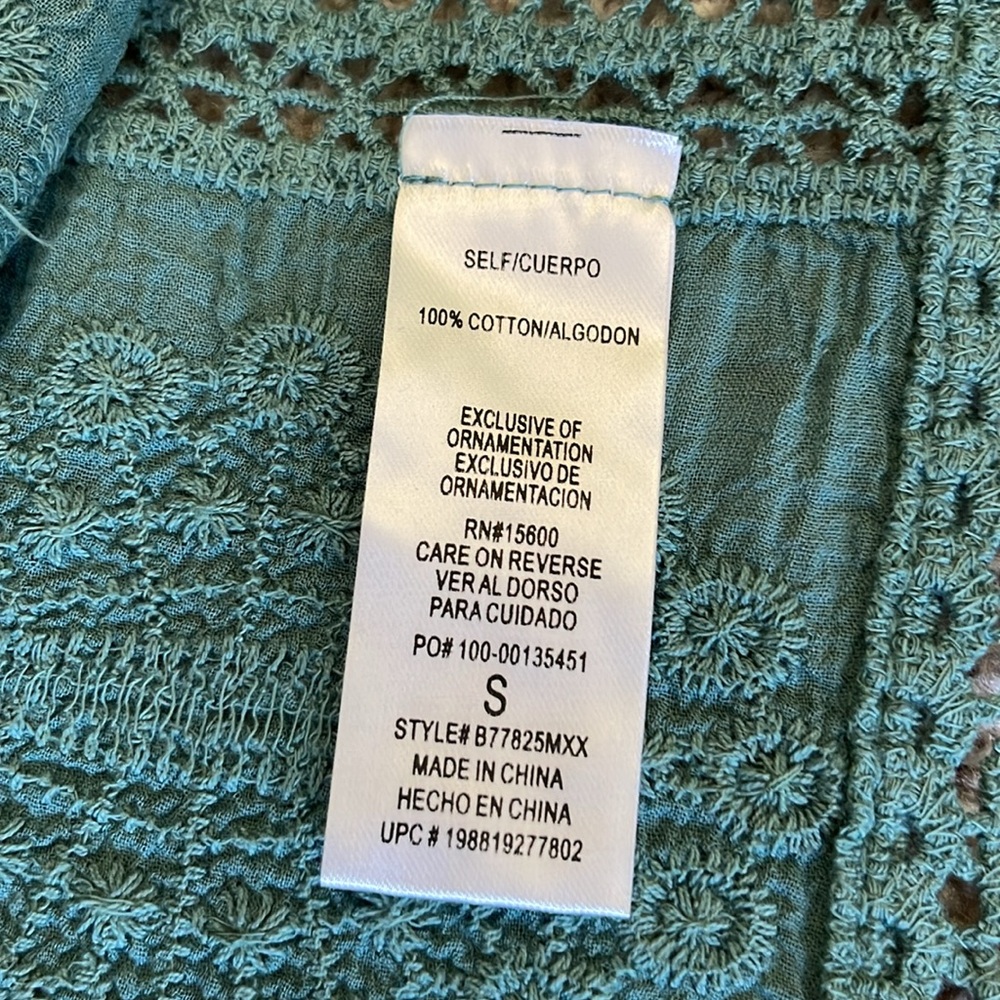 SELF/CUERPO
100% COTTON/ALGODON
EXCLUSIVE OF
ORNAMENTATION
EXCLUSIVO DE
ORNAMENTACION
RN#15600
CARE ON REVERSE
VER AL DORSO
PARA CUIDADO
PO# 100-00135451
S
STYLE# B77825MXX
MADE IN CHINA
HECHO EN CHINA
UPC # 198819277802